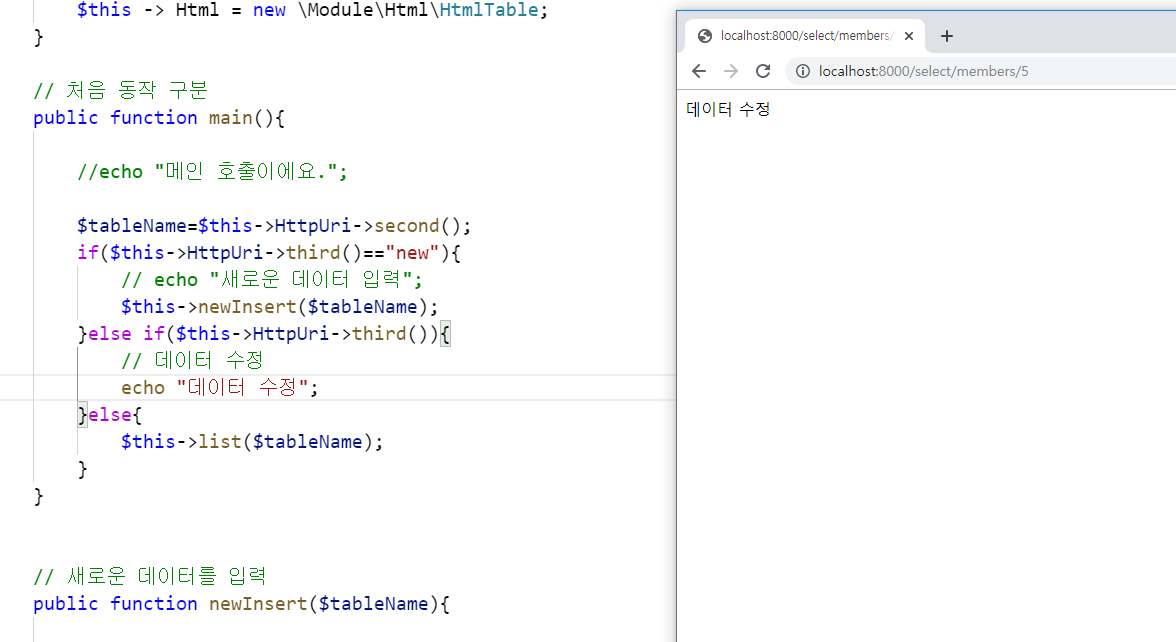 $this -> Html = new \Module\Html\HtmlTable;
}
// 처음 동작 구분
public function main(){
//echo "메인 호출이에요.";
$tableName=$this->HttpUri->second();
if($this->HttpUri->third()=="new"){
// echo "새로운 데이터 입력";
$this->newInsert($tableName);
}else if($this->HttpUri->third()){
// 데이터 수정
echo "데이터 수정";
}else{
$this->list($tableName);
}
}
// 새로운 데이터를 입력
public function newInsert($tableName){
localhost:8000/select/members/
localhost:8000/select/members/5
데이터 수정